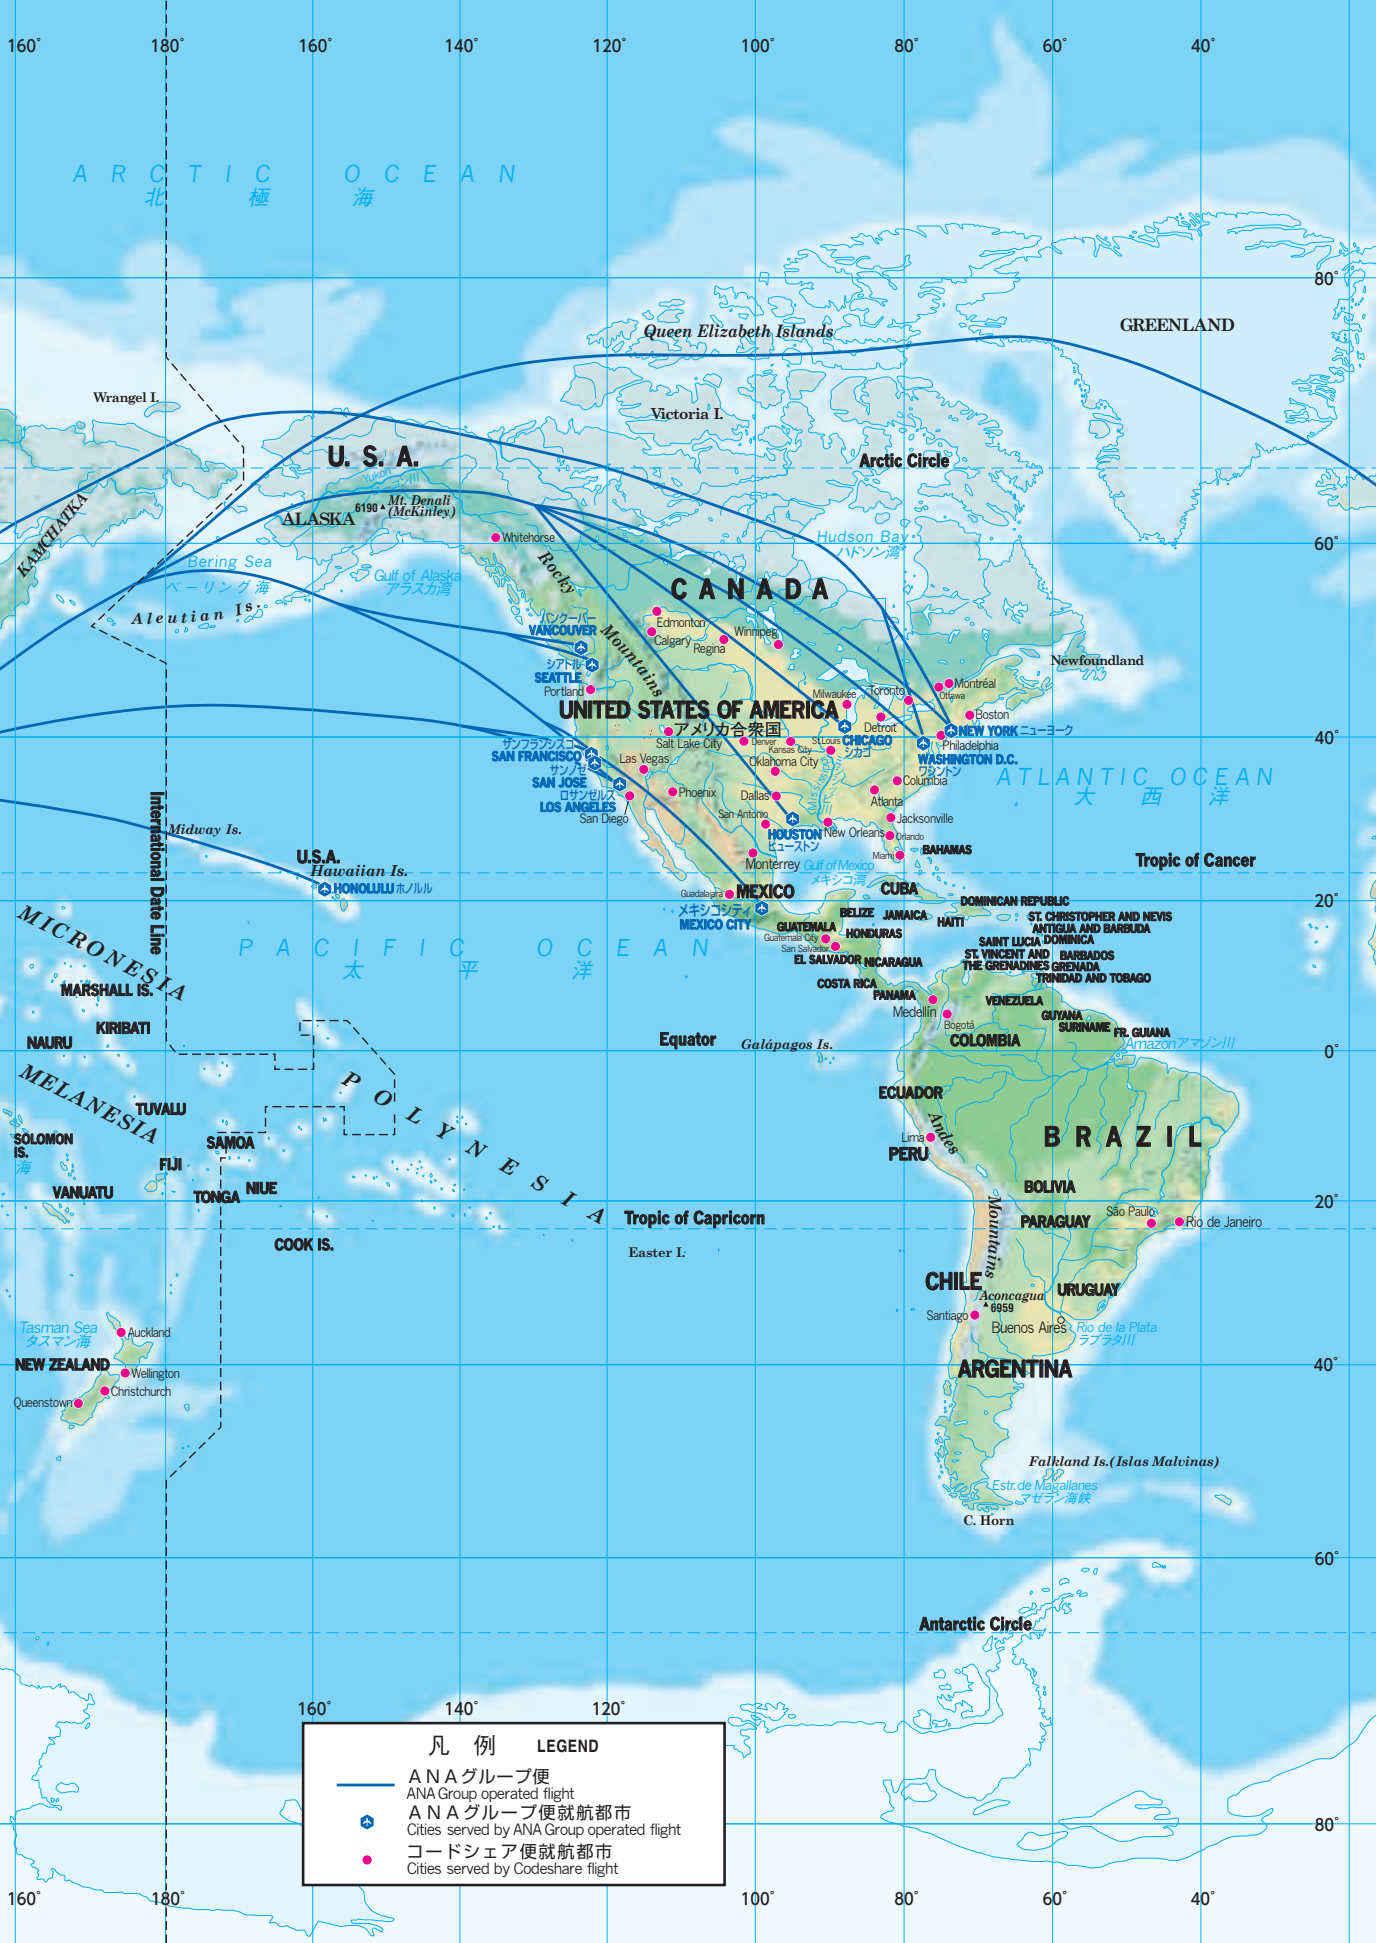 160° 180° 160° 140° 120° 100° 80° 60° 40°
ARCTIC OCEAN
北極海
80°
GREENLAND
Queen Elizabeth Islands
Wrangel I.
Victoria I.
U. S. A.
Arctic Circle
Yukon
ユーコン川
Mt. Denali
(McKinley)
6190
ALASKA
KAMCHATKA
Whitehorse
Hudson Bay
ハドソン湾
60°
Bering Sea
ベーリング海
Gulf of Alaska
アラスカ湾
Rocky
Mountains
CANADA
Aleutian Is.
バンクーバー
VANCOUVER
Edmonton
Calgary
Regina
Winnipeg
シアトル
SEATTLE
Portland
Newfoundland
Montréal
Ottawa
Toronto
Milwaukee
Boston
Detroit
UNITED STATES OF AMERICA
アメリカ合衆国
NEW YORK ニューヨーク
Philadelphia
40°
CHICAGO
シカゴ
WASHINGTON D.C.
ワシントン
サンフランシスコ
SAN FRANCISCO
サンノゼ
SAN JOSE
ロサンゼルス
LOS ANGELES
San Diego
Salt Lake City
Las Vegas
Denver
Kansas City
St.Louis
Oklahoma City
Phoenix
Dallas
San Antonio
Columbia
Atlanta
Jacksonville
Orlando
Miami
New Orleans
HOUSTON
ヒューストン
ATLANTIC OCEAN
大西洋
International Date Line
Midway Is.
U.S.A.
Hawaiian Is.
HONOLULU ホノルル
Monterrey
Gulf of Mexico
メキシコ湾
BAHAMAS
Tropic of Cancer
Guadalajara
MEXICO
メキシコシティ
MEXICO CITY
CUBA
20°
DOMINICAN REPUBLIC
BELIZE
JAMAICA
HAITI
ST. CHRISTOPHER AND NEVIS
ANTIGUA AND BARBUDA
DOMINICA
SAINT LUCIA
ST. VINCENT AND
THE GRENADINES
BARBADOS
GRENADA
TRINIDAD AND TOBAGO
GUATEMALA
Guatemala City
San Salvador
HONDURAS
EL SALVADOR
NICARAGUA
COSTA RICA
PANAMA
PACIFIC OCEAN
太平洋
MICRONESIA
MARSHALL IS.
KIRIBATI
NAURU
Medellín
Bogotá
VENEZUELA
GUYANA
SURINAME
FR. GUIANA
COLOMBIA
Amazon アマゾン川
Equator
Galápagos Is.
0°
MELANESIA
POLYNESIA
TUVALU
SOLOMON
IS.
海
SAMOA
FIJI
VANUATU
TONGA
NIUE
COOK IS.
ECUADOR
Andes
Mountains
Lima
PERU
BRAZIL
BOLIVIA
20°
São Paulo
Rio de Janeiro
PARAGUAY
Tropic of Capricorn
Easter I.
CHILE
Aconcagua
6959
URUGUAY
Santiago
Buenos Aires
Rio de la Plata
ラプラタ川
Tasman Sea
タスマン海
Auckland
NEW ZEALAND
Wellington
Christchurch
Queenstown
ARGENTINA
40°
Falkland Is.(Islas Malvinas)
Estr. de Magallanes
マゼラン海峡
C. Horn
60°
Antarctic Circle
160° 140° 120°
凡例 LEGEND
ANAグループ便
ANA Group operated flight
ANAグループ便就航都市
Cities served by ANA Group operated flight
コードシェア便就航都市
Cities served by Codeshare flight
80°
160° 180° 100° 80° 60° 40°